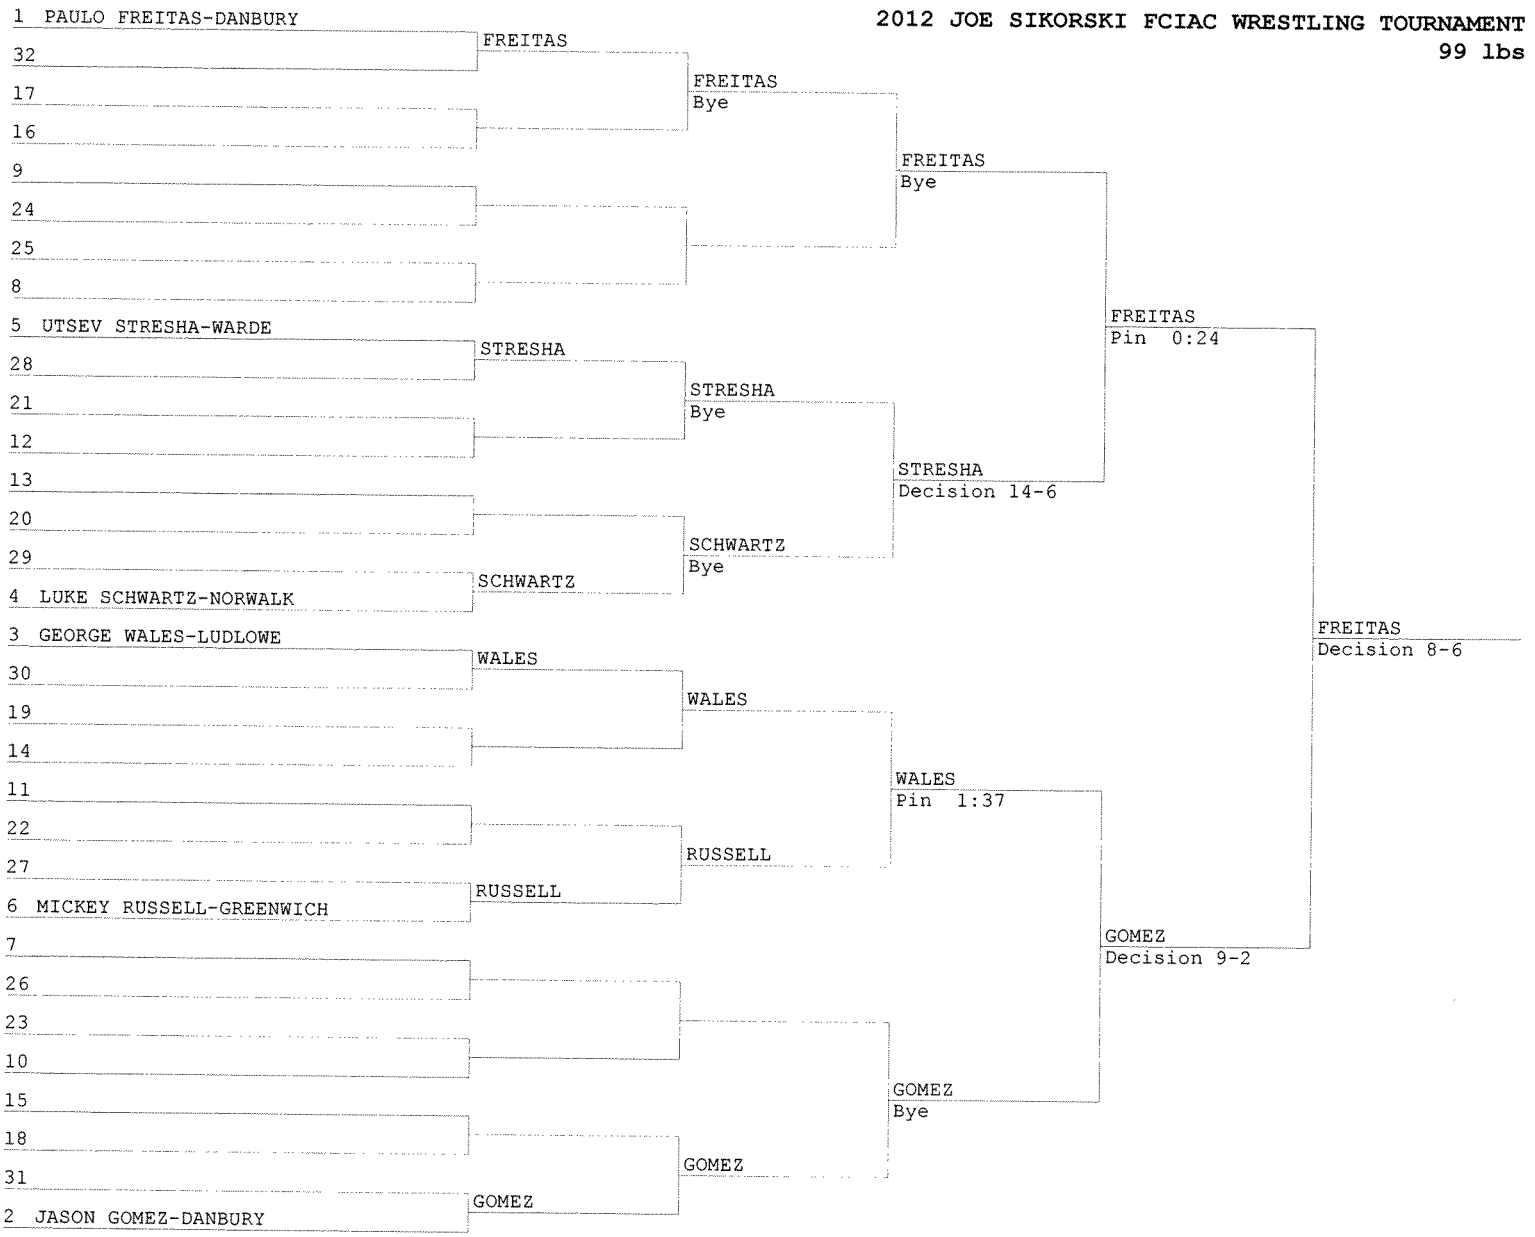 2012 JOE SIKORSKI FCIAC WRESTLING TOURNAMENT
99 lbs
1 PAULO FREITAS-DANBURY
32
17
16
9
24
25
8
5 UTSEV STRESHA-WARDE
28
21
12
13
20
29
4 LUKE SCHWARTZ-NORWALK
3 GEORGE WALES-LUDLOWE
30
19
14
11
22
27
6 MICKEY RUSSELL-GREENWICH
7
26
23
10
15
18
31
2 JASON GOMEZ-DANBURY
FREITAS
STRESHA
SCHWARTZ
WALES
RUSSELL
GOMEZ
FREITAS
Bye
STRESHA
Bye
SCHWARTZ
Bye
WALES
RUSSELL
GOMEZ
FREITAS
Bye
STRESHA
Decision 14-6
WALES
Pin 1:37
GOMEZ
Bye
FREITAS
Pin 0:24
GOMEZ
Decision 9-2
FREITAS
Decision 8-6